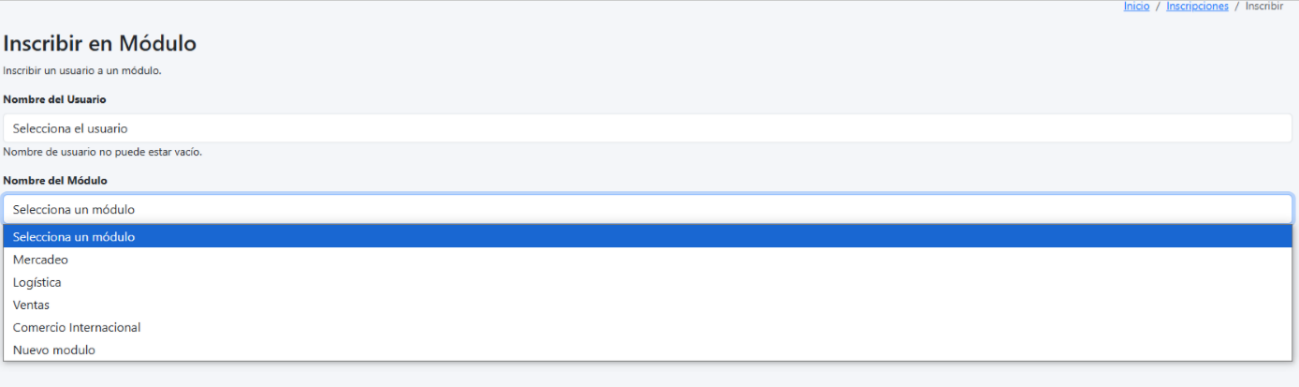 Inicio / Inscripciones / Inscribir
Inscribir en Módulo
Inscribir un usuario a un módulo.
Nombre del Usuario
Selecciona el usuario
Nombre de usuario no puede estar vacío.
Nombre del Módulo
Selecciona un módulo
Selecciona un módulo
Mercadeo
Logística
Ventas
Comercio Internacional
Nuevo modulo